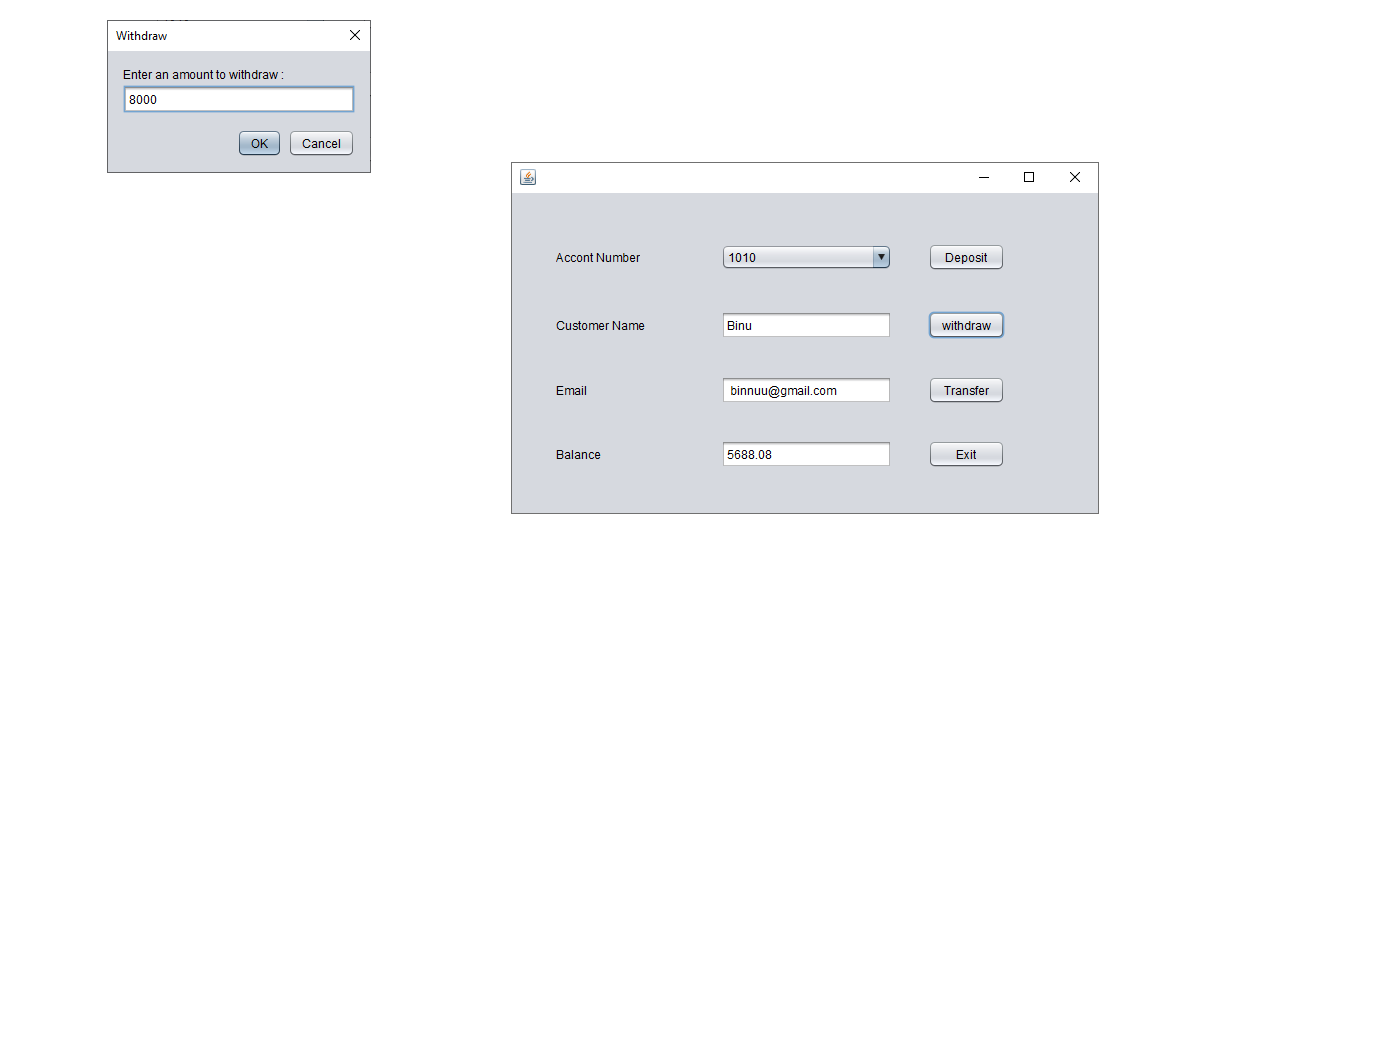 Withdraw
Enter an amount to withdraw :
8000
OK Cancel
Accont Number 1010 Deposit
Customer Name Binu withdraw
Email binnuu@gmail.com Transfer
Balance 5688.08 Exit